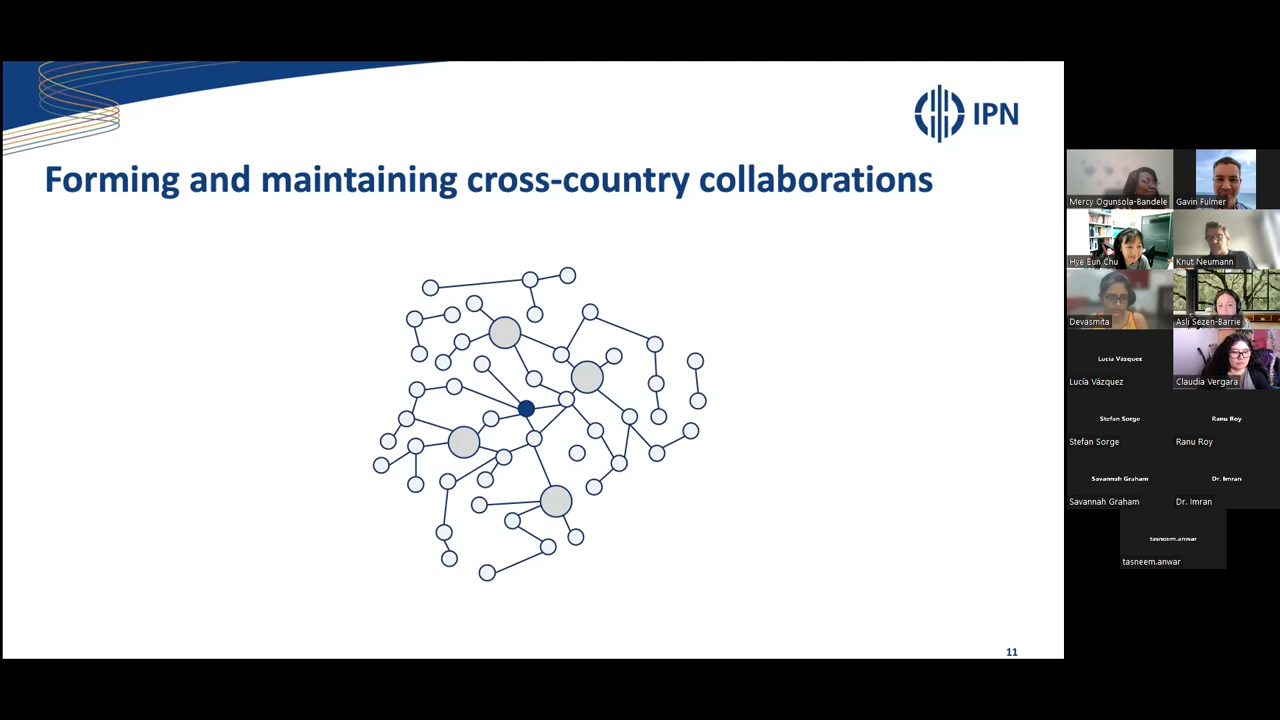 IPN
Forming and maintaining cross-country collaborations
11
Mercy Ogunsola-Bandele
Gavin Fulmer
Hye Eun Chu
Knut Neumann
Devasmita
Asli Sezen-Barrie
Lucía Vázquez
Lucía Vázquez
Claudia Vergara
Stefan Sorge
Ranu Roy
Stefan Sorge
Ranu Roy
Savannah Graham
Dr. Imran
Savannah Graham
Dr. Imran
tasneem.anwar
tasneem.anwar